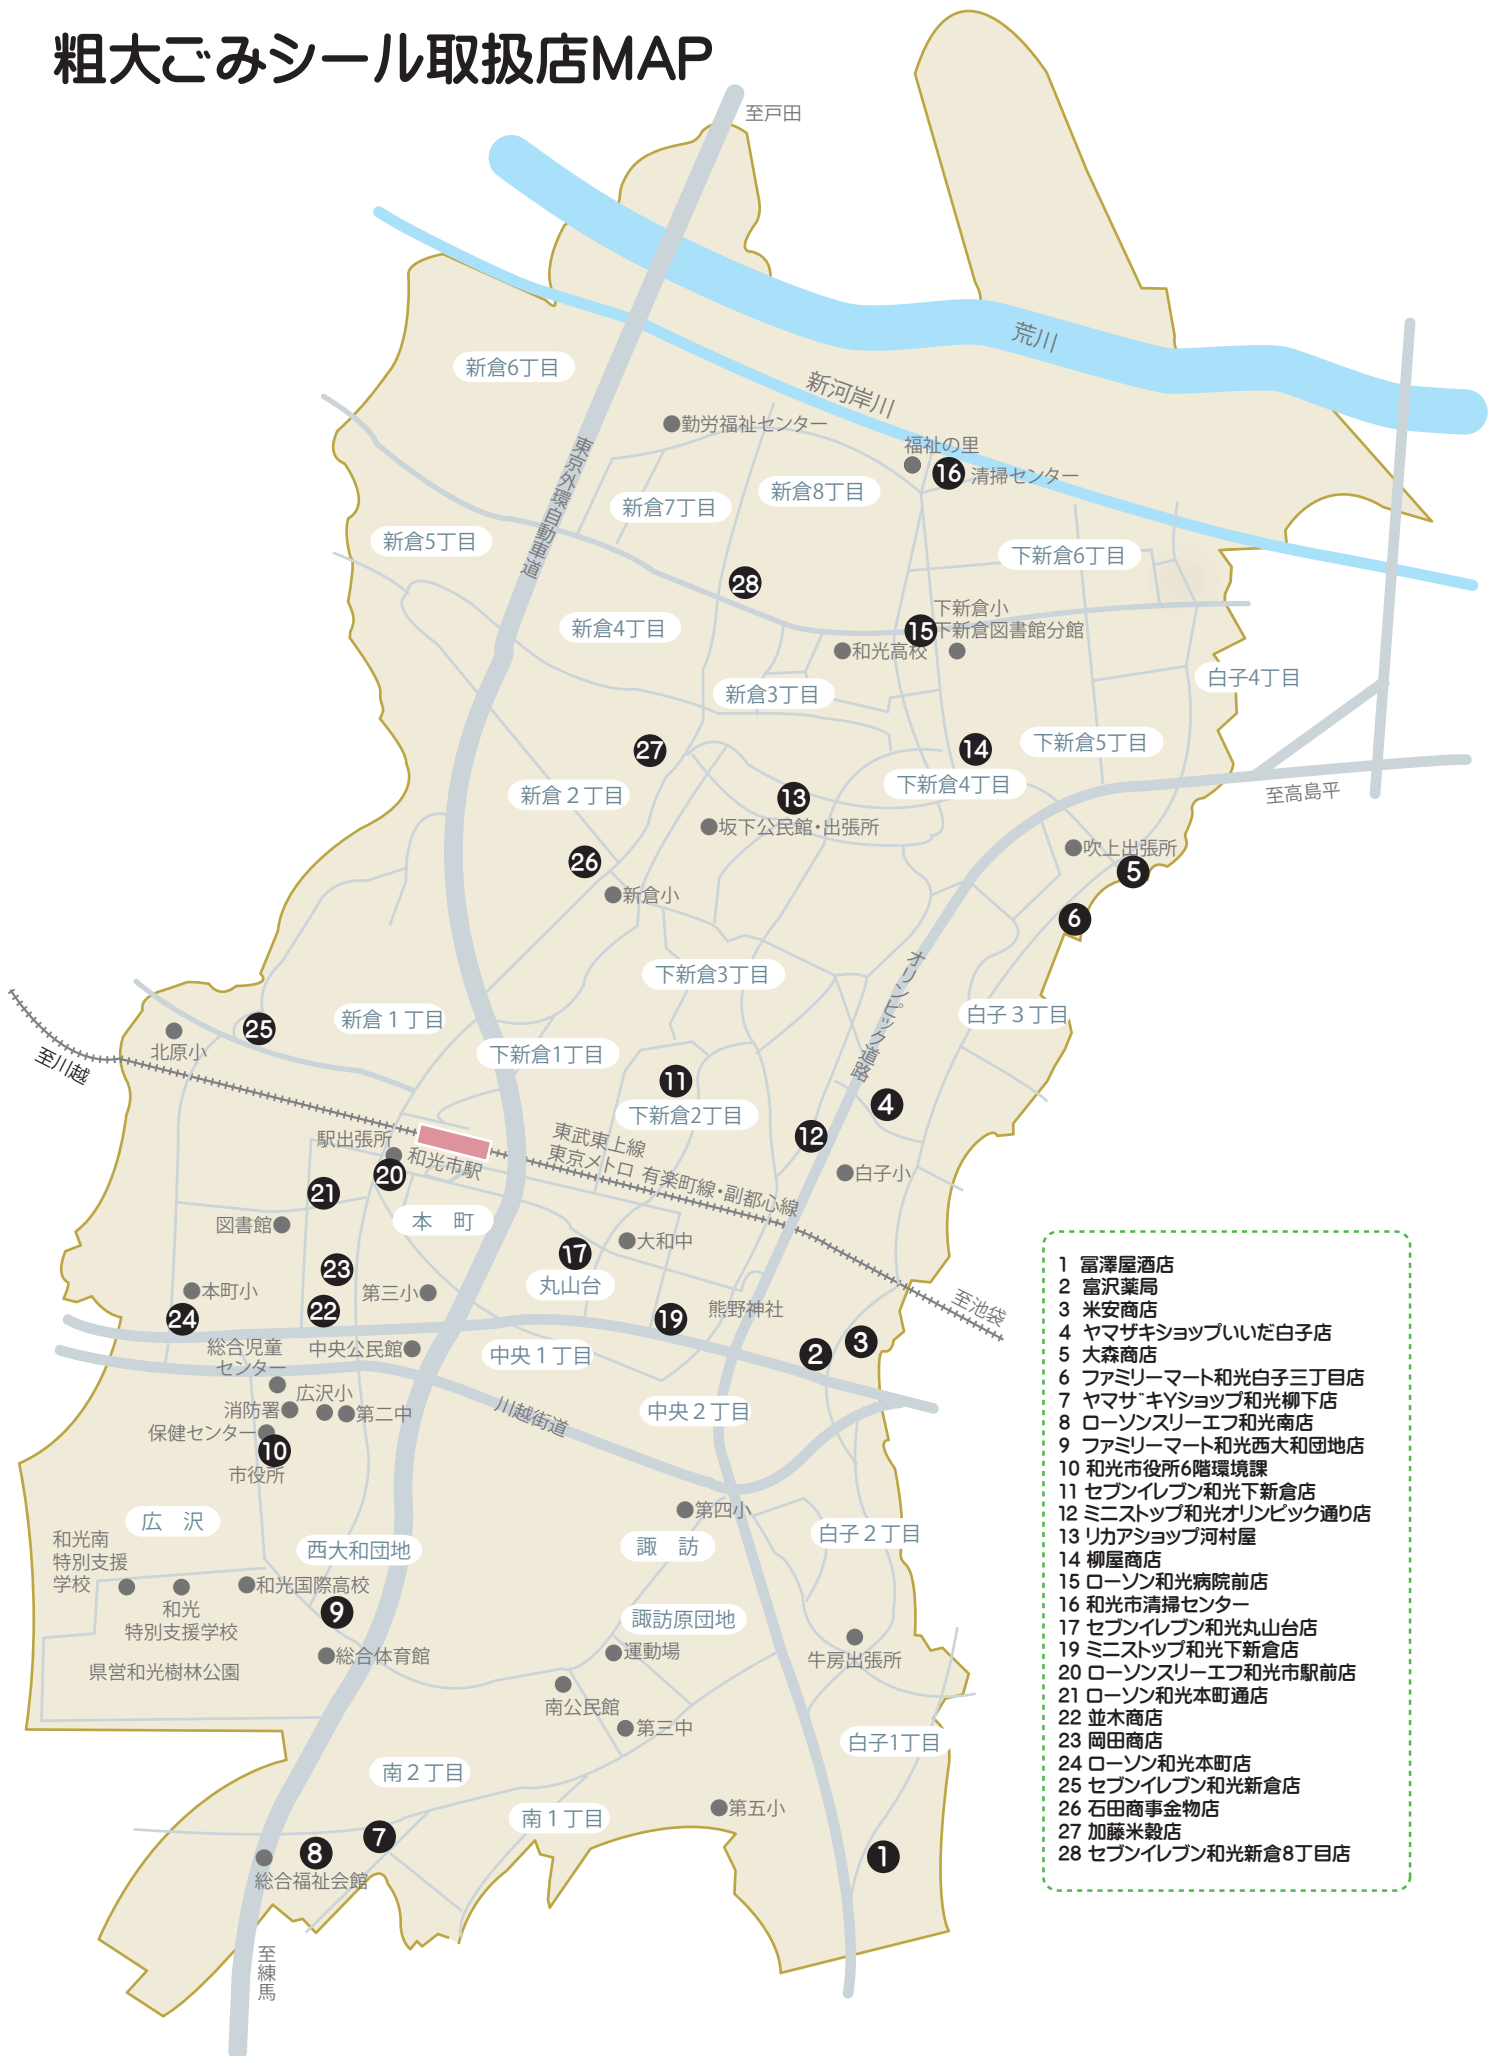 粗大ごみシール取扱店MAP
至戸田
荒川
新河岸川
新倉6丁目
勤労福祉センター
東京外環自動車道
福祉の里
16
清掃センター
新倉8丁目
新倉7丁目
新倉5丁目
下新倉6丁目
28
下新倉小
新倉4丁目
15
下新倉図書館分館
和光高校
白子4丁目
新倉3丁目
27
14
下新倉5丁目
下新倉4丁目
新倉２丁目
13
至高島平
坂下公民館・出張所
吹上出張所
26
5
新倉小
6
オリンピック道路
下新倉3丁目
白子３丁目
新倉１丁目
25
北原小
至川越
下新倉1丁目
11
4
下新倉2丁目
12
駅出張所
和光市駅
東武東上線
東京メトロ 有楽町線・副都心線
20
白子小
21
本　町
図書館
大和中
17
23
丸山台
本町小
第三小
至池袋
24
22
19
熊野神社
総合児童
センター
中央公民館
中央１丁目
2
3
広沢小
消防署
第二中
川越街道
中央２丁目
保健センター
10
市役所
第四小
広　沢
白子２丁目
和光南
特別支援
学校
西大和団地
諏　訪
和光国際高校
和光
特別支援学校
9
諏訪原団地
総合体育館
運動場
牛房出張所
県営和光樹林公園
南公民館
第三中
白子1丁目
南２丁目
第五小
南１丁目
7
8
1
総合福祉会館
至練馬
1 冨澤屋酒店
2 富沢薬局
3 米安商店
4 ヤマザキショップいいだ白子店
5 大森商店
6 ファミリーマート和光白子三丁目店
7 ヤマザキYショップ和光柳下店
8 ローソンスリーエフ和光南店
9 ファミリーマート和光西大和団地店
10 和光市役所6階環境課
11 セブンイレブン和光下新倉店
12 ミニストップ和光オリンピック通り店
13 リカアショップ河村屋
14 柳屋商店
15 ローソン和光病院前店
16 和光市清掃センター
17 セブンイレブン和光丸山台店
19 ミニストップ和光下新倉店
20 ローソンスリーエフ和光市駅前店
21 ローソン和光本町通店
22 並木商店
23 岡田商店
24 ローソン和光本町店
25 セブンイレブン和光新倉店
26 石田商事金物店
27 加藤米穀店
28 セブンイレブン和光新倉8丁目店